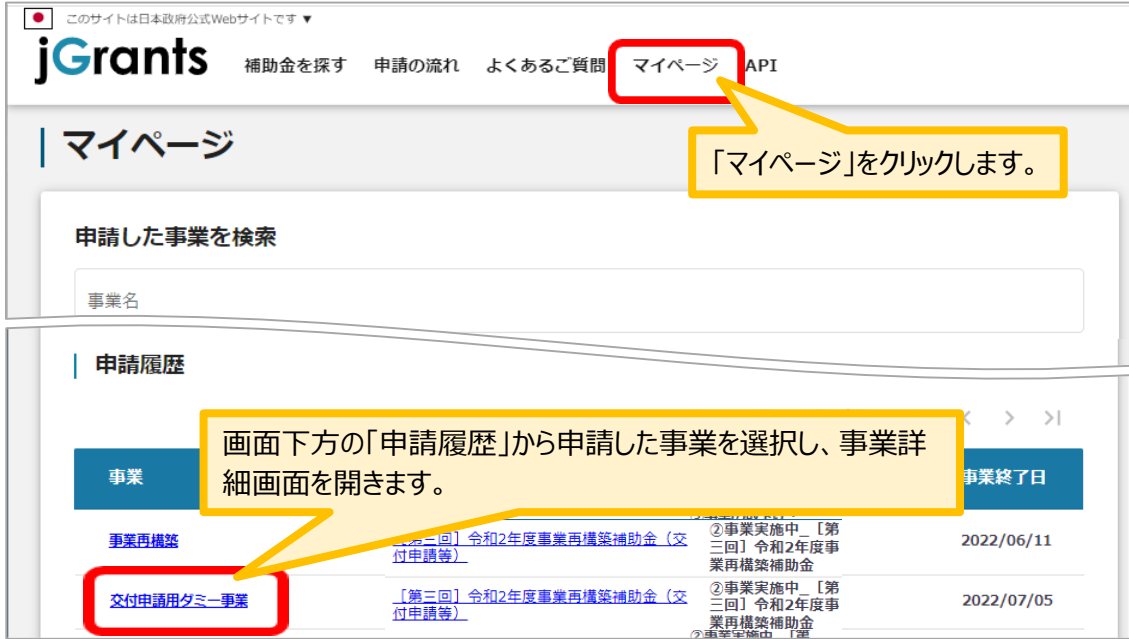 このサイトは日本政府公式Webサイトです ▼
jGrants
補助金を探す 申請の流れ よくあるご質問 マイページ API
マイページ
「マイページ」をクリックします。
申請した事業を検索
事業名
申請履歴
画面下方の「申請履歴」から申請した事業を選択し、事業詳
細画面を開きます。
事業 事業終了日
事業再構築
第三回］令和2年度事業再構築補助金（交
付申請等）
②事業実施中_［第
三回］令和2年度事
業再構築補助金
2022/06/11
交付申請用ダミー事業
［第三回］令和2年度事業再構築補助金（交
付申請等）
②事業実施中_［第
三回］令和2年度事
業再構築補助金
2022/07/05